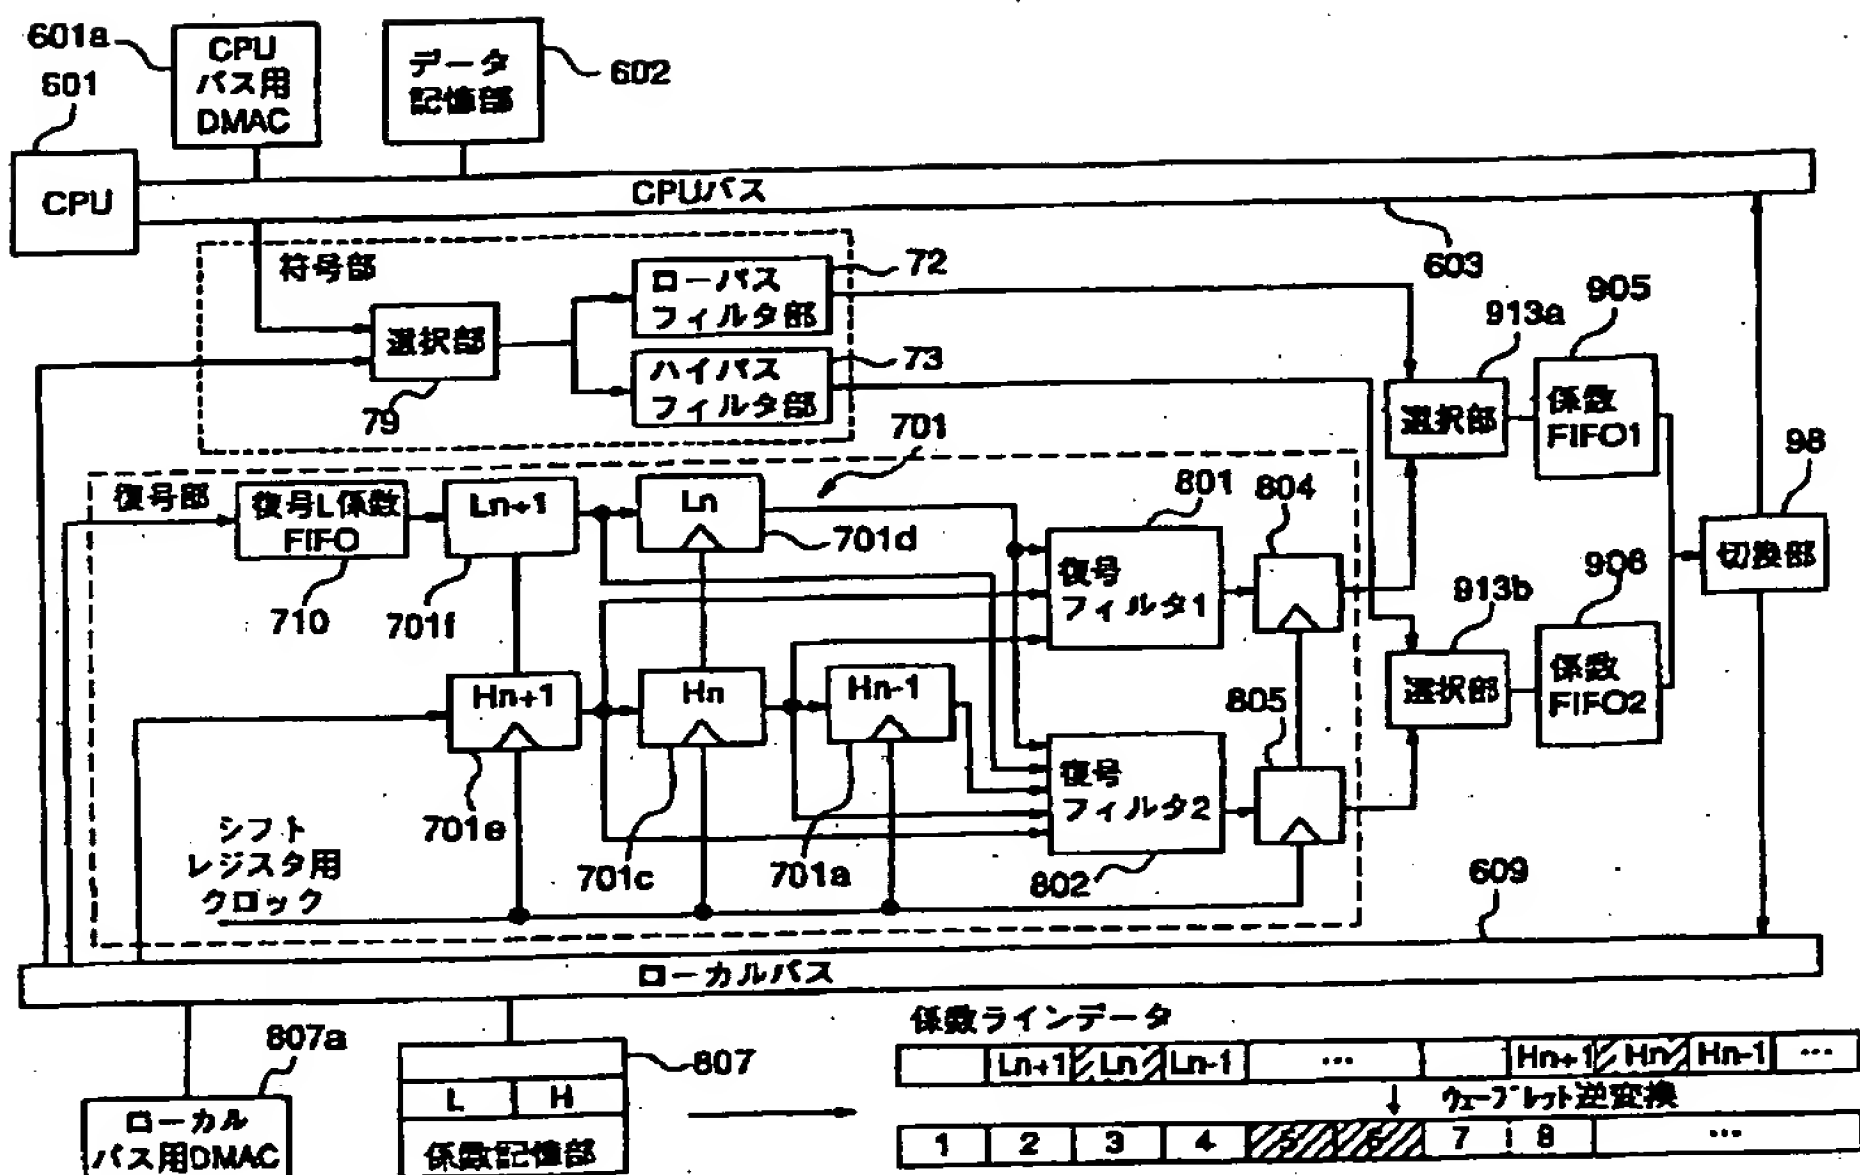 601a
CPU
バス用
DMAC
データ
記憶部
602
601
CPU
CPUバス
603
符号部
ローパス
フィルタ部
72
選択部
79
ハイパス
フィルタ部
73
913a
905
選択部
係数
FIFO1
98
切換部
復号部
復号L係数
FIFO
710
Ln+1
701f
Ln
701
701d
801
復号
フィルタ1
804
913b
906
選択部
係数
FIFO2
Hn+1
701e
Hn
701c
Hn-1
701a
復号
フィルタ2
802
805
シフト
レジスタ用
クロック
609
ローカルバス
807a
ローカル
バス用DMAC
807
L H
係数記憶部
係数ラインデータ
Ln+1 Ln Ln-1 … Hn+1 Hn Hn-1 …
ウェーブレット逆変換
1 2 3 4 5 6 7 8 …